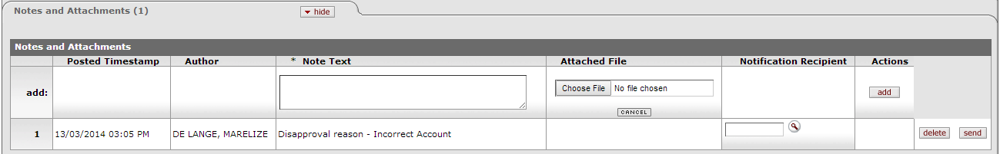 Notes and Attachments (1) hide
Notes and Attachments
Posted Timestamp Author * Note Text Attached File Notification Recipient Actions
add: Choose File No file chosen add
CANCEL
1 13/03/2014 03:05 PM DE LANGE, MARELIZE Disapproval reason - Incorrect Account delete send